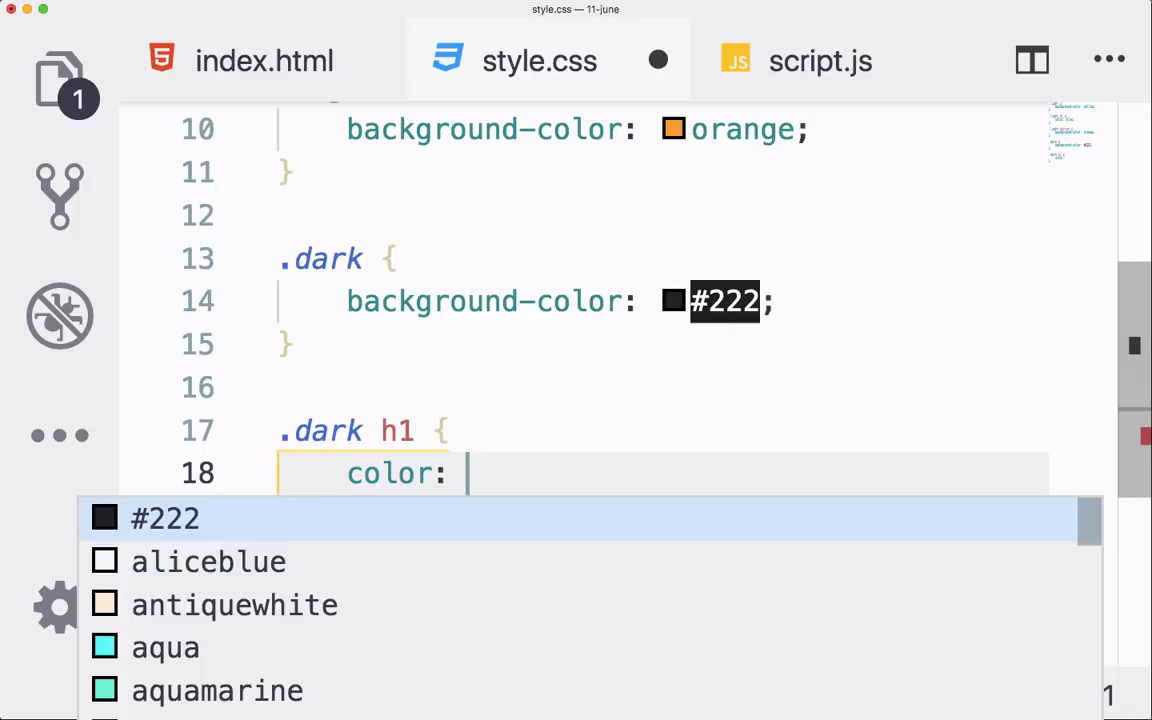 style.css — 11-june
index.html
style.css
JS script.js
1
10 background-color: orange;
11 }
12
13 .dark {
14 background-color: #222;
15 }
16
17 .dark h1 {
18 color:
#222
aliceblue
antiquewhite
aqua
aquamarine
1